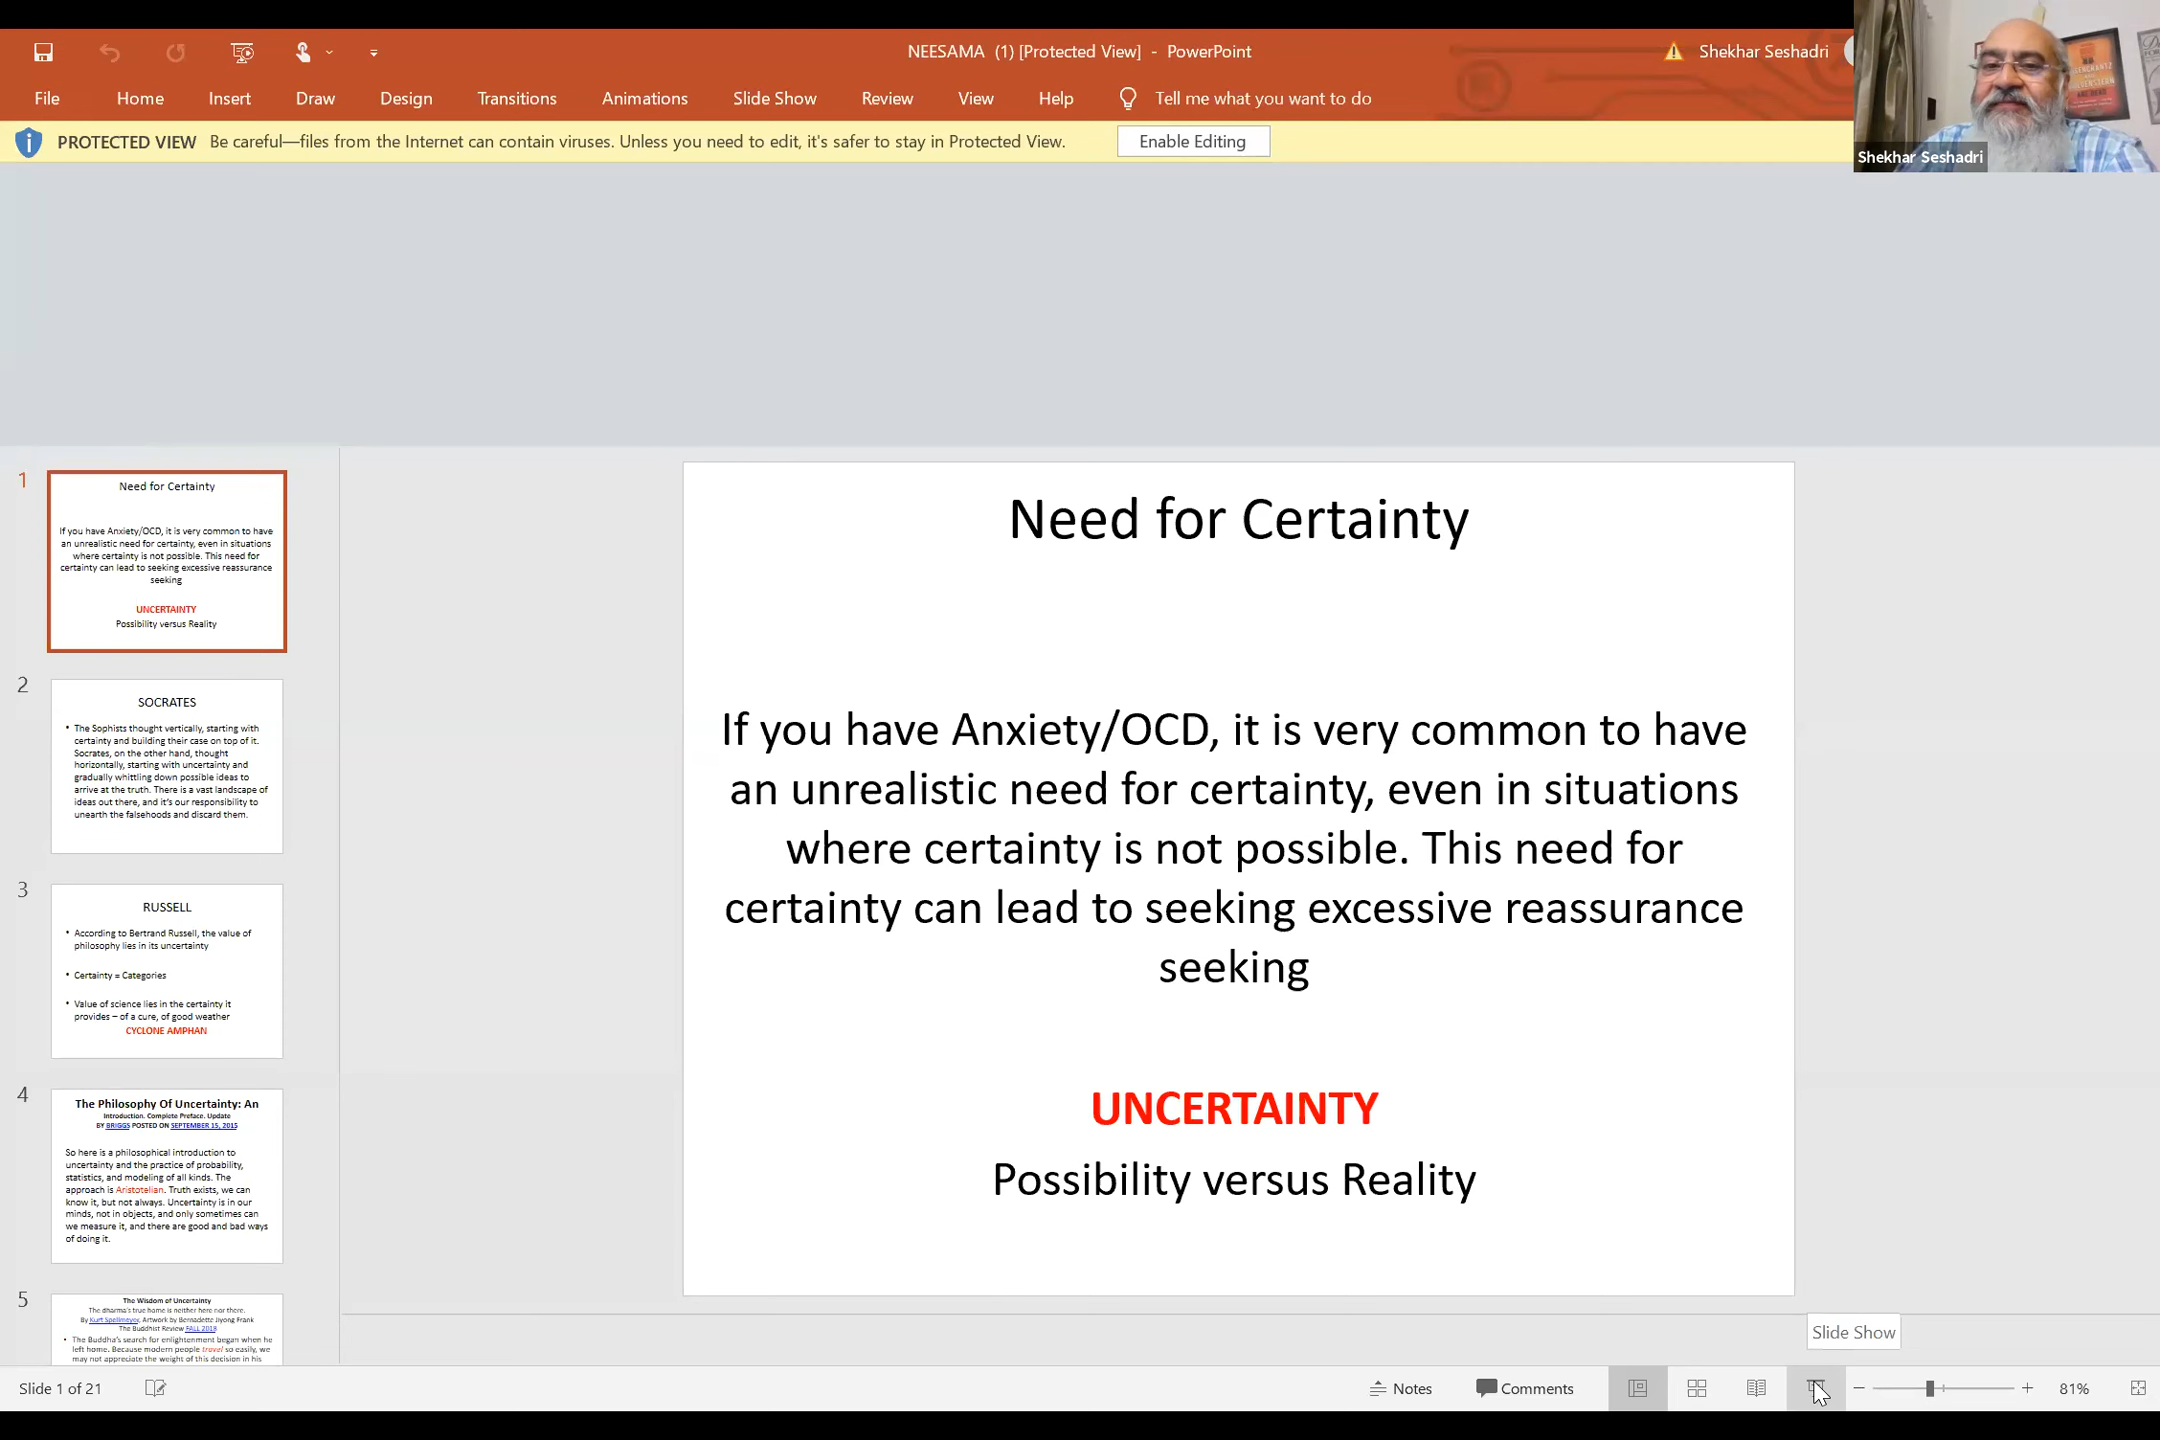 NEESAMA (1) [Protected View] - PowerPoint
Shekhar Seshadri
File Home Insert Draw Design Transitions Animations Slide Show Review View Help Tell me what you want to do
PROTECTED VIEW Be careful—files from the Internet can contain viruses. Unless you need to edit, it's safer to stay in Protected View. Enable Editing
Shekhar Seshadri
1
Need for Certainty
If you have Anxiety/OCD, it is very common to have
an unrealistic need for certainty, even in situations
where certainty is not possible. This need for
certainty can lead to seeking excessive reassurance
seeking
UNCERTAINTY
Possibility versus Reality
2
SOCRATES
• The Sophists thought vertically, starting with
certainty and building their case on top of it.
Socrates, on the other hand, thought
horizontally, starting with uncertainty and
gradually whittling down possible ideas to
arrive at the truth. There is a vast landscape of
ideas out there, and it's our responsibility to
unearth the falsehoods and discard them.
3
RUSSELL
• According to Bertrand Russell, the value of
philosophy lies in its uncertainty
• Certainty = Categories
• Value of science lies in the certainty it
provides – of a cure, of good weather
CYCLONE AMPHAN
4
The Philosophy Of Uncertainty: An
Introduction. Complete Preface. Update
BY BRIGGS POSTED ON SEPTEMBER 15, 2015
So here is a philosophical introduction to
uncertainty and the practice of probability,
statistics, and modeling of all kinds. The
approach is Aristotelian. Truth exists, we can
know it, but not always. Uncertainty is in our
minds, not in objects, and only sometimes can
we measure it, and there are good and bad ways
of doing it.
5
The Wisdom of Uncertainty
The dharma's true home is neither here nor there.
By Kurt Spellmeyer, Artwork by Bernadette Jiyong Frank
The Buddhist Review FALL 2019
• The Buddha's search for enlightenment began when he
left home. Because modern people travel so easily, we
may not appreciate the weight of this decision in his
Need for Certainty
If you have Anxiety/OCD, it is very common to have
an unrealistic need for certainty, even in situations
where certainty is not possible. This need for
certainty can lead to seeking excessive reassurance
seeking
UNCERTAINTY
Possibility versus Reality
Slide Show
Slide 1 of 21
Notes Comments
81%